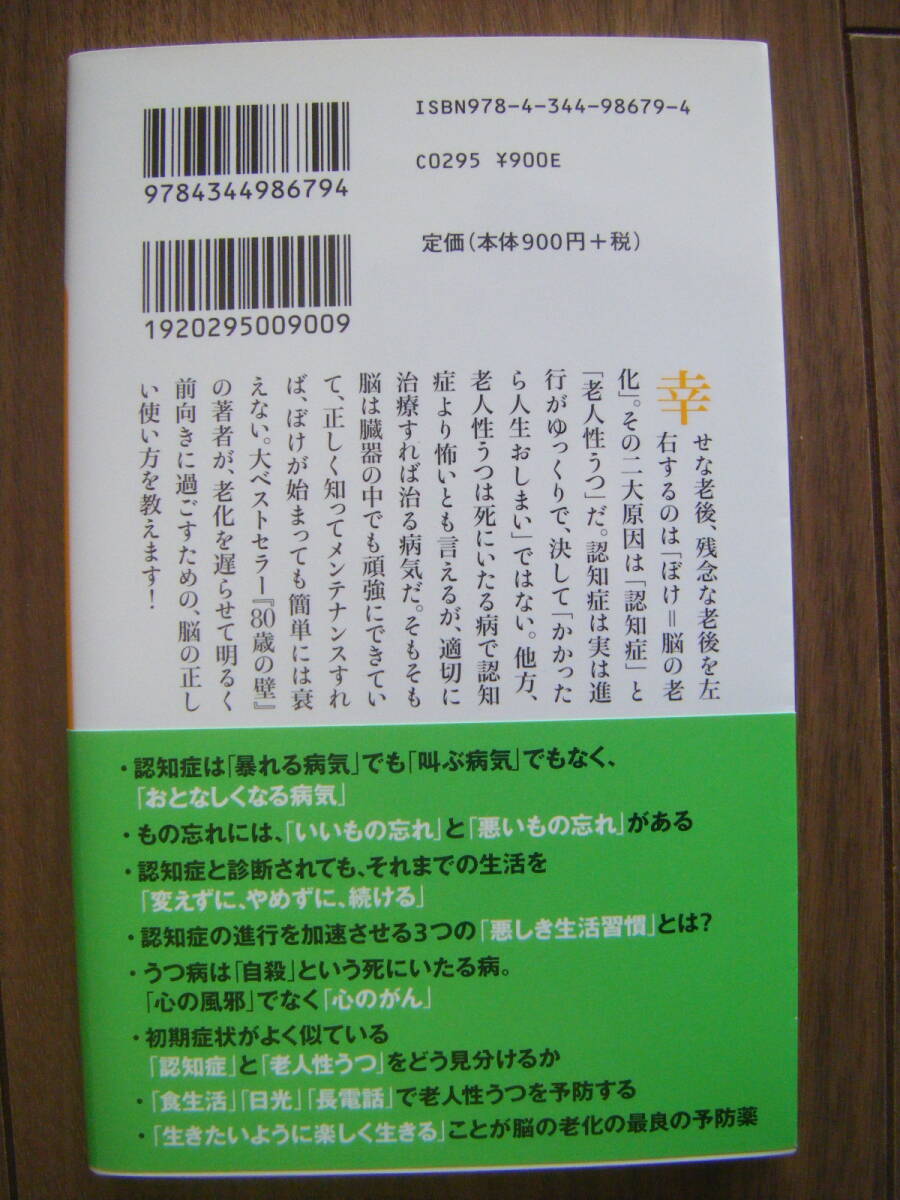 ISBN978-4-344-98679-4
C0295 ¥900E
9784344986794
定価(本体900円+税)
1920295009009
幸せな老後、残念な老後を左
右するのは「ぼけ=脳の老
化」。その二大原因は「認知症」と
「老人性うつ」だ。認知症は実は進
行がゆっくりで、決して「かかった
ら人生おしまい」ではない。他方、
老人性うつは死にいたる病で認知
症より怖いとも言えるが、適切に
治療すれば治る病気だ。そもそも
脳は臓器の中でも頑強にできてい
て、正しく知ってメンテナンスすれ
ば、ぼけが始まっても簡単には衰
えない。大ベストセラー『80歳の壁』
の著者が、老化を遅らせて明るく
前向きに過ごすための、脳の正し
い使い方を教えます!
・認知症は「暴れる病気」でも「叫ぶ病気」でもなく、
「おとなしくなる病気」
・もの忘れには、「いいもの忘れ」と「悪いもの忘れ」がある
・認知症と診断されても、それまでの生活を
「変えずに、やめずに、続ける」
・認知症の進行を加速させる3つの「悪しき生活習慣」とは?
・うつ病は「自殺」という死にいたる病。
「心の風邪」でなく「心のがん」
・初期症状がよく似ている
「認知症」と「老人性うつ」をどう見分けるか
・「食生活」「日光」「長電話」で老人性うつを予防する
・「生きたいように楽しく生きる」ことが脳の老化の最良の予防薬